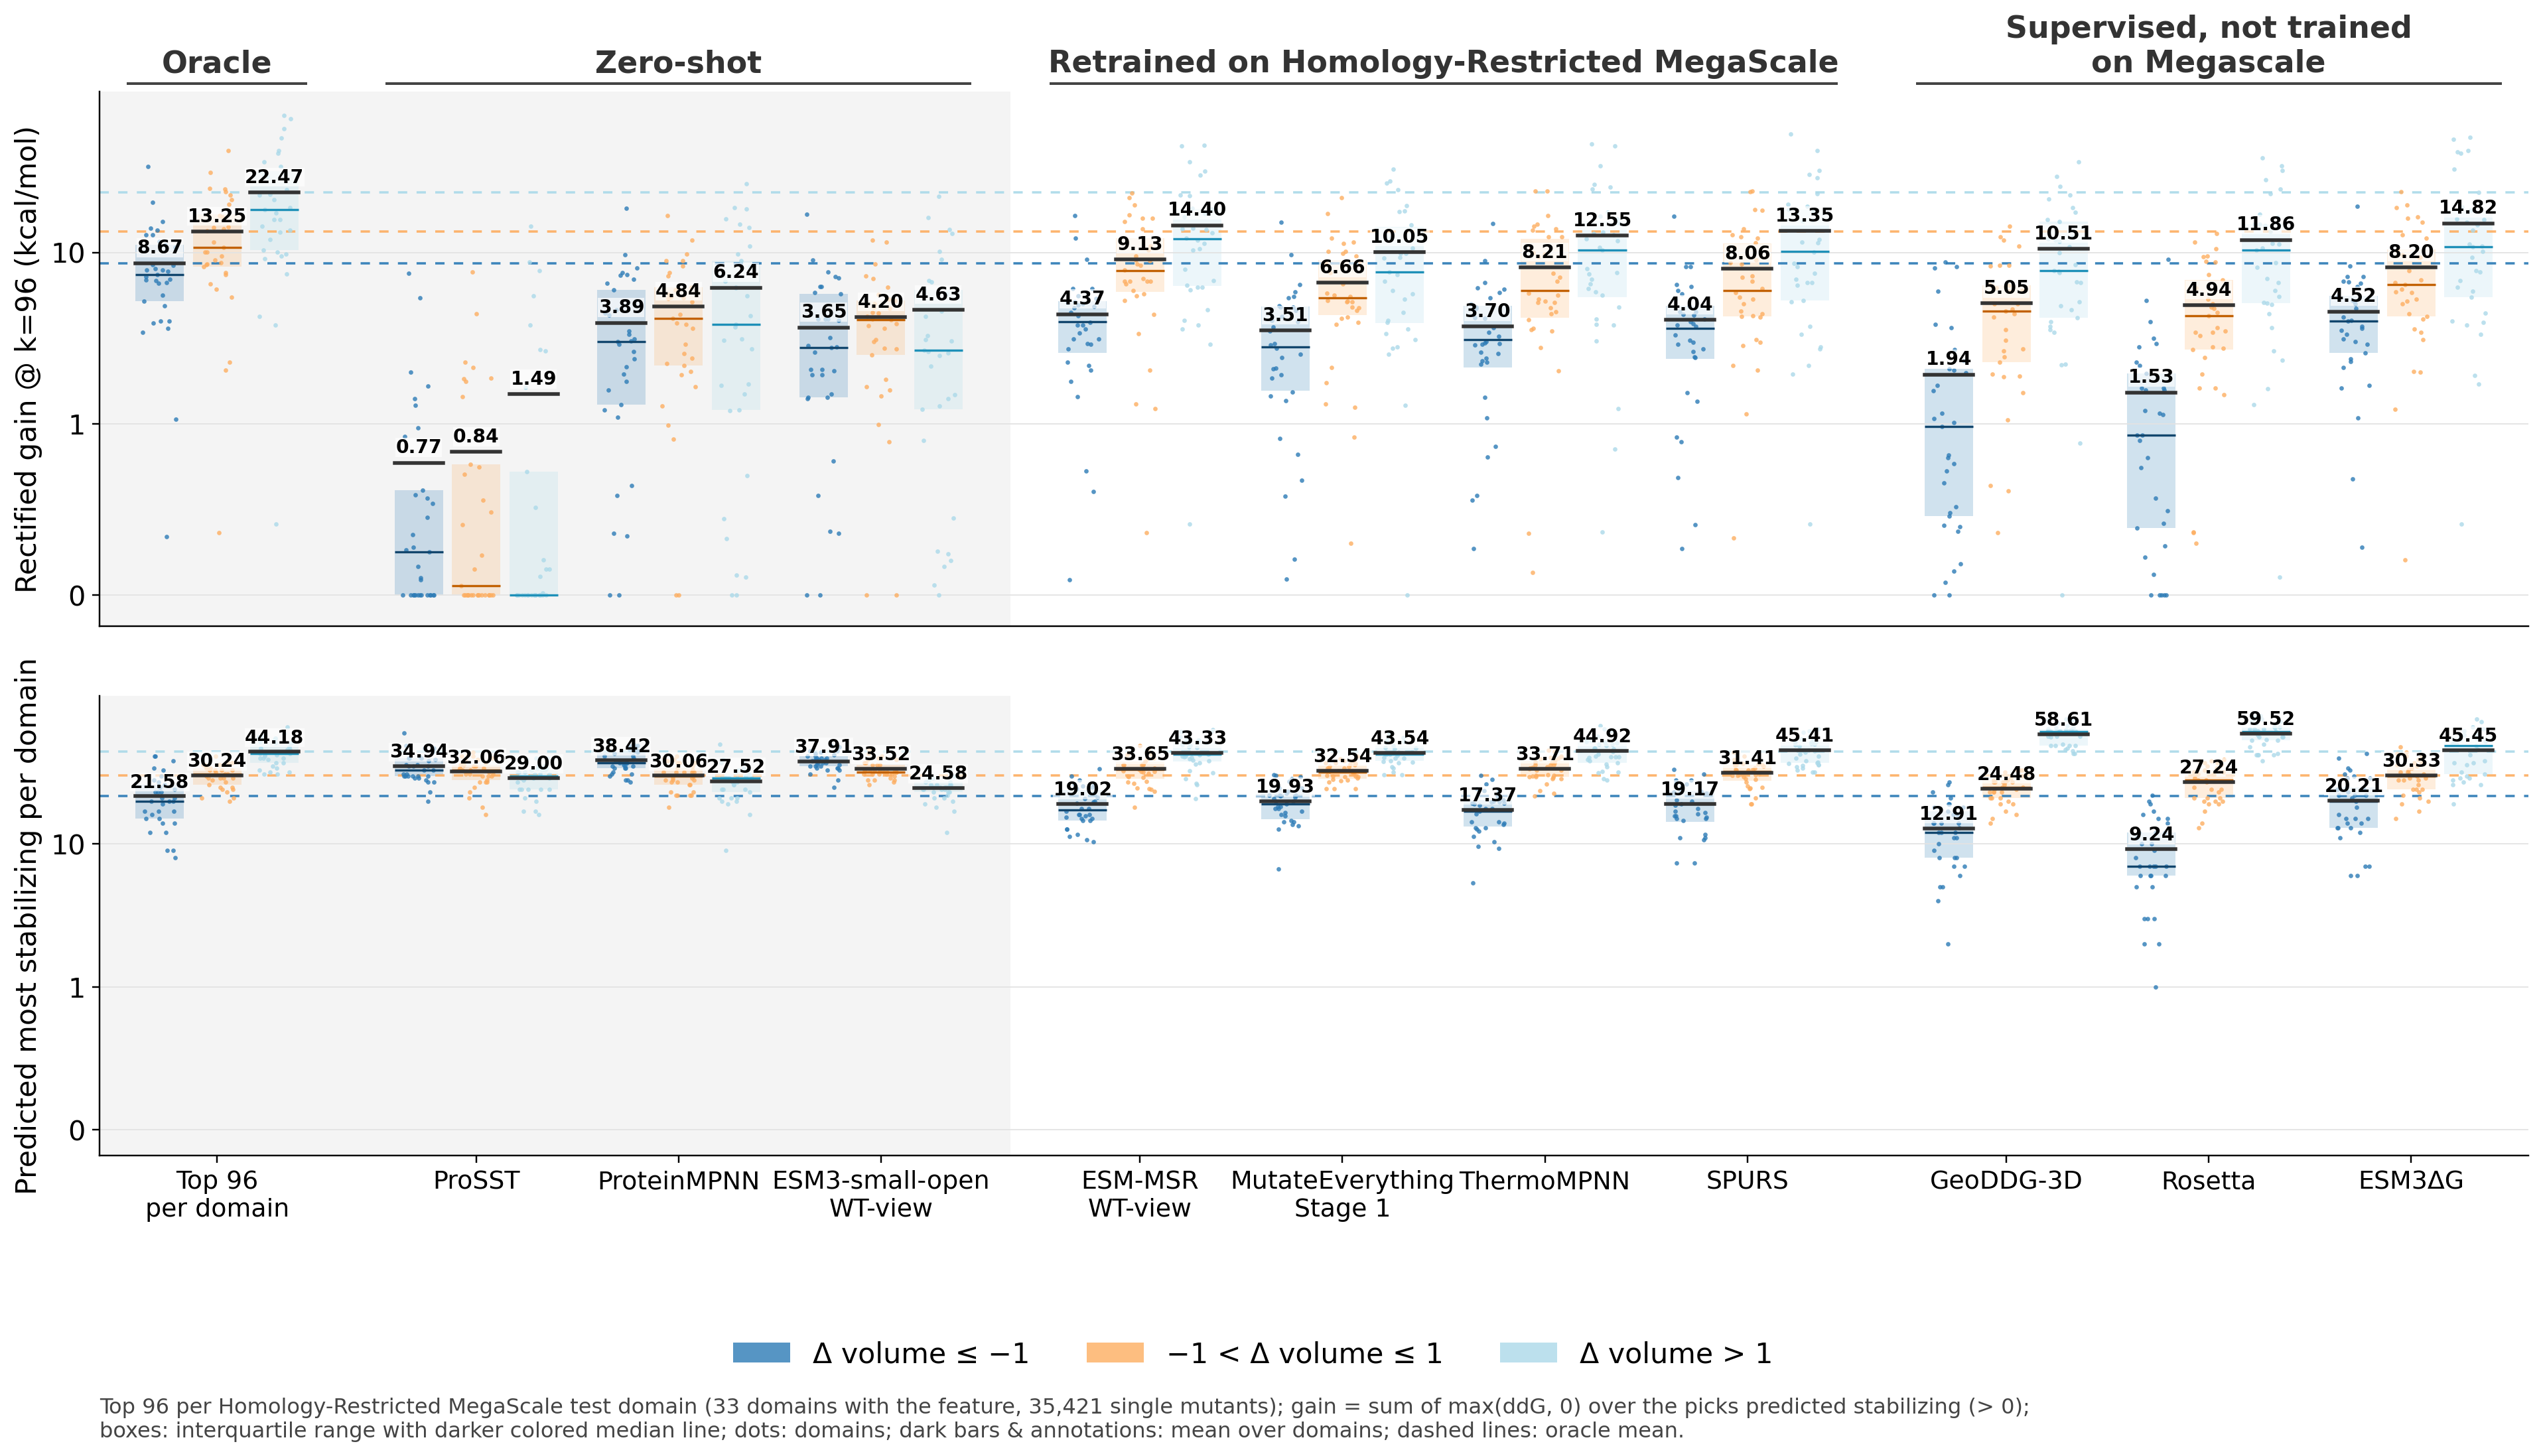 Oracle
Zero-shot
Retrained on Homology-Restricted MegaScale
Supervised, not trained
on Megascale
Rectified gain @ k=96 (kcal/mol)
10
1
0
8.67
13.25
22.47
0.77
0.84
1.49
3.89
4.84
6.24
3.65
4.20
4.63
4.37
9.13
14.40
3.51
6.66
10.05
3.70
8.21
12.55
4.04
8.06
13.35
1.94
5.05
10.51
1.53
4.94
11.86
4.52
8.20
14.82
Predicted most stabilizing per domain
10
1
0
21.58
30.24
44.18
34.94
32.06
29.00
38.42
30.06
27.52
37.91
33.52
24.58
19.02
33.65
43.33
19.93
32.54
43.54
17.37
33.71
44.92
19.17
31.41
45.41
12.91
24.48
58.61
9.24
27.24
59.52
20.21
30.33
45.45
Top 96
per domain
ProSST
ProteinMPNN
ESM3-small-open
WT-view
ESM-MSR
WT-view
MutateEverything
Stage 1
ThermoMPNN
SPURS
GeoDDG-3D
Rosetta
ESM3ΔG
Δ volume ≤ −1
−1 < Δ volume ≤ 1
Δ volume > 1
Top 96 per Homology-Restricted MegaScale test domain (33 domains with the feature, 35,421 single mutants); gain = sum of max(ddG, 0) over the picks predicted stabilizing (> 0);
boxes: interquartile range with darker colored median line; dots: domains; dark bars & annotations: mean over domains; dashed lines: oracle mean.